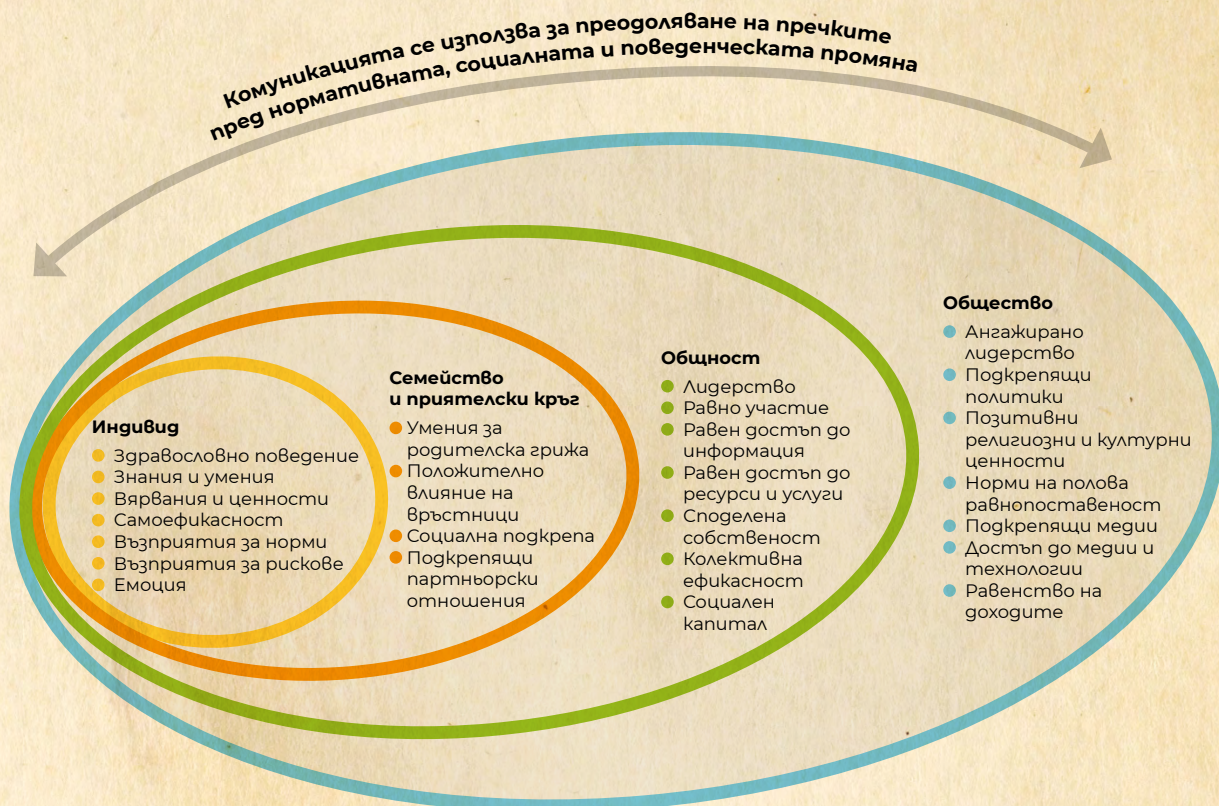 Комуникацията се използва за преодоляване на пречките
пред нормативната, социалната и поведенческата промяна
Индивид
Здравословно поведение
Знания и умения
Вярвания и ценности
Самоефикасност
Възприятия за норми
Възприятия за рискове
Емоция
Семейство
и приятелски кръг
Умения за
родителска грижа
Положително
влияние на
връстници
Социална подкрепа
Подкрепящи
партньорски
отношения
Общност
Лидерство
Равно участие
Равен достъп до
информация
Равен достъп до
ресурси и услуги
Споделена
собственост
Колективна
ефикасност
Социален
капитал
Общество
Ангажирано
лидерство
Подкрепящи
политики
Позитивни
религиозни и културни
ценности
Норми на полова
равнопоставеност
Подкрепящи медии
Достъп до медии и
технологии
Равенство на
доходите